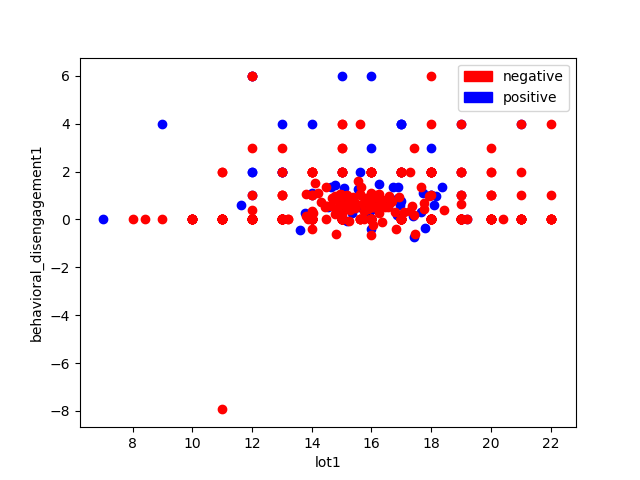 negative
positive
6
4
2
0
−2
−4
−6
−8
behavioral_disengagement1
8 10 12 14 16 18 20 22
lot1